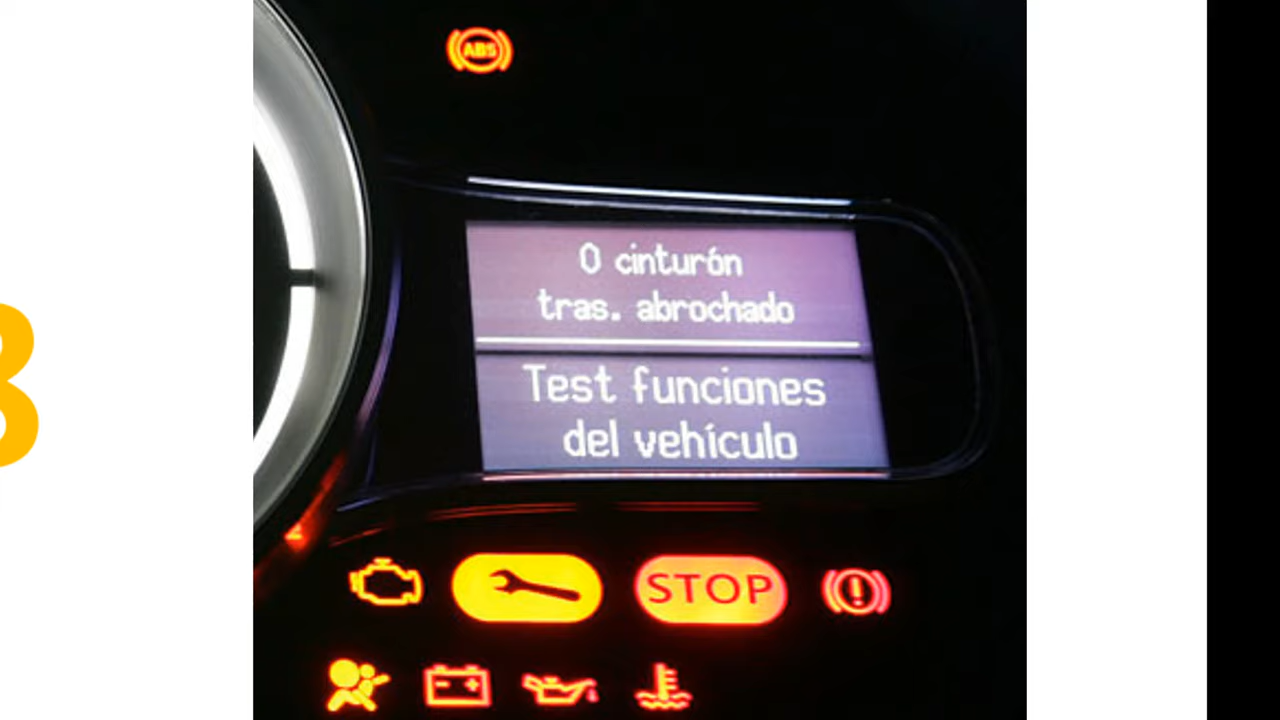 ABS
0 cinturón
tras. abrochado
Test funciones
del vehículo
STOP